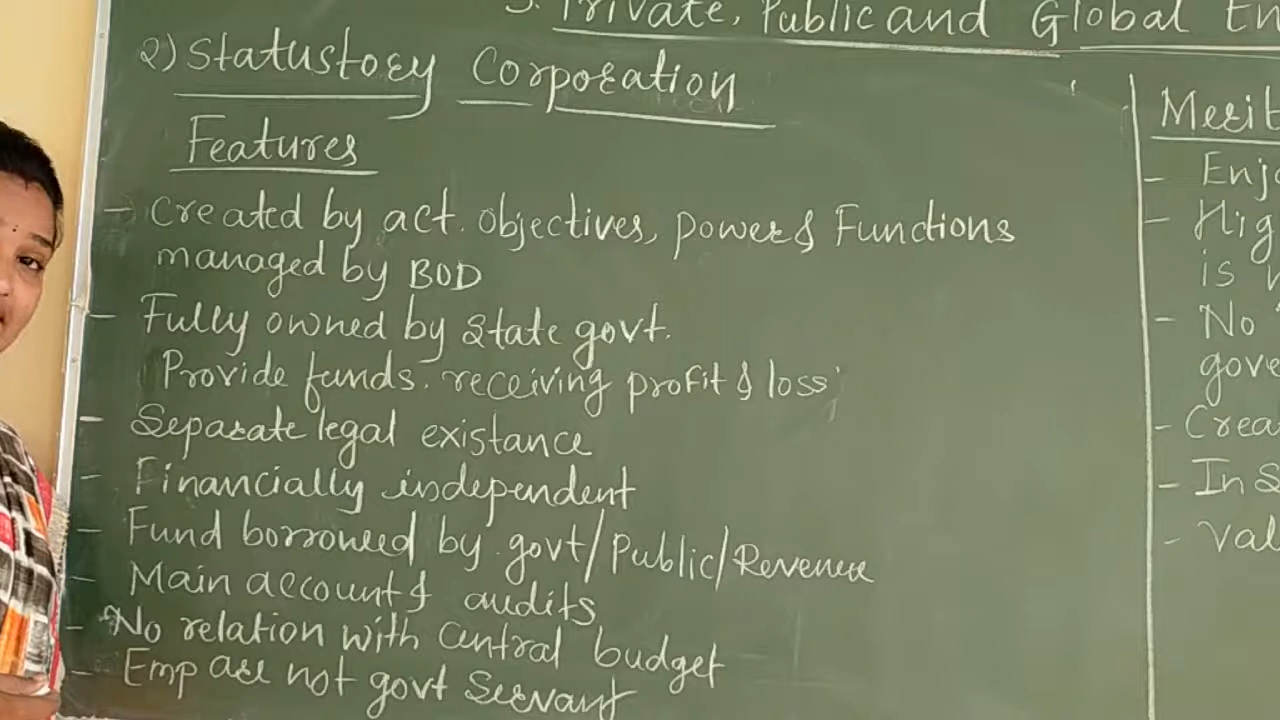 3. Private, Public and Global En
2) Statustory Corporation
Features
- Created by act. objectives, power & Functions
managed by BOD
- Fully owned by State govt.
Provide funds. receiving profit & loss
- Separate legal existance
- Financially independent
- Fund borrowed by govt/Public/Revenue
- Main account & audits
- No relation with central budget
- Emp are not govt Servant
Merit
- Enjo
- Hig
is
- No
gove
- Crea
- In S
- Val